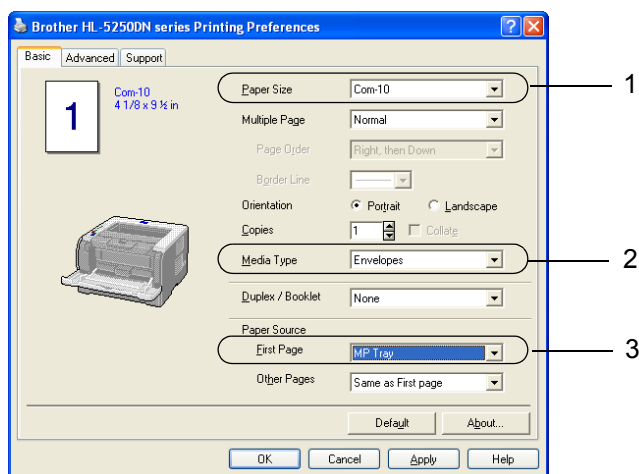 Brother HL-5250DN series Printing Preferences
Basic Advanced Support
1
Com-10
4 1/8 x 9 ½ in
Paper Size Com-10 1
Multiple Page Normal
Page Order Right, then Down
Border Line
Orientation Portrait Landscape
Copies 1 Collate
Media Type Envelopes 2
Duplex / Booklet None
Paper Source
First Page MP Tray 3
Other Pages Same as First page
Default About...
OK Cancel Apply Help